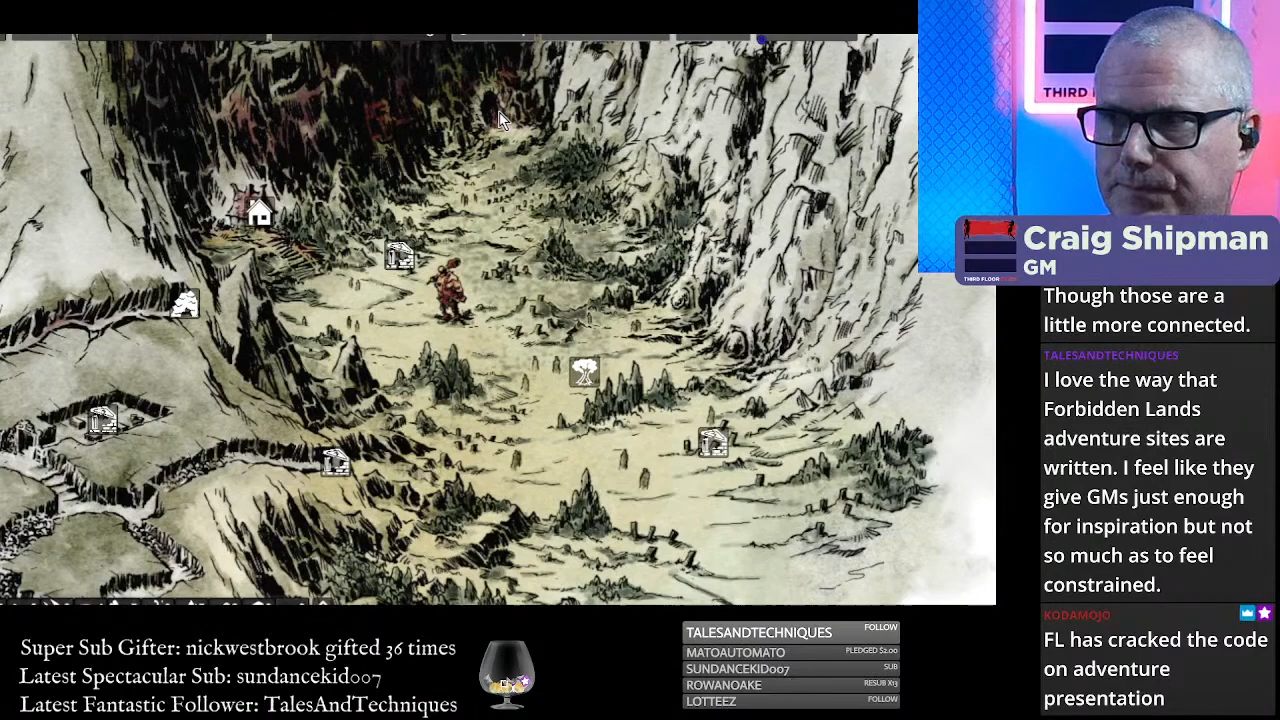 THIRD
Craig Shipman
GM
THIRD FLOOR
Though those are a
little more connected.
TALESANDTECHNIQUES
I love the way that
Forbidden Lands
adventure sites are
written. I feel like they
give GMs just enough
for inspiration but not
so much as to feel
constrained.
KODAMOJO
FL has cracked the code
on adventure
presentation
Super Sub Gifter: nickwestbrook gifted 36 times
Latest Spectacular Sub: sundancekid007
Latest Fantastic Follower: TalesAndTechniques
TALESANDTECHNIQUES FOLLOW
MATOAUTOMATO PLEDGED $2.00
SUNDANCEKID007 SUB
ROWANOAKE RESUB X13
LOTTEEZ FOLLOW